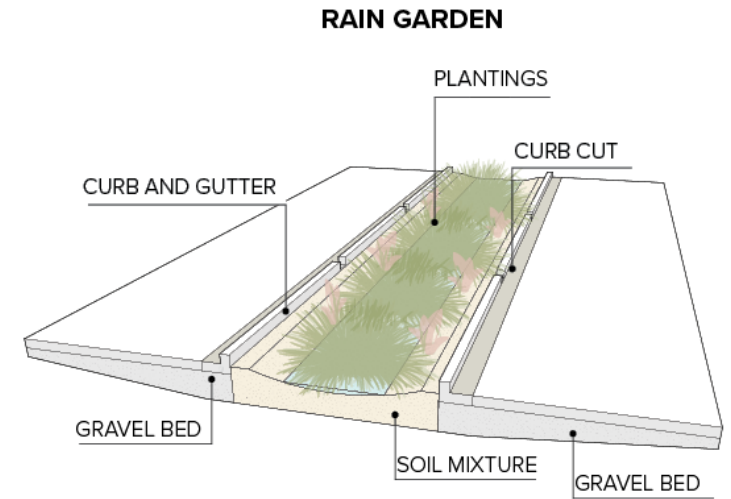 RAIN GARDEN
PLANTINGS
CURB CUT
CURB AND GUTTER
GRAVEL BED
SOIL MIXTURE
GRAVEL BED